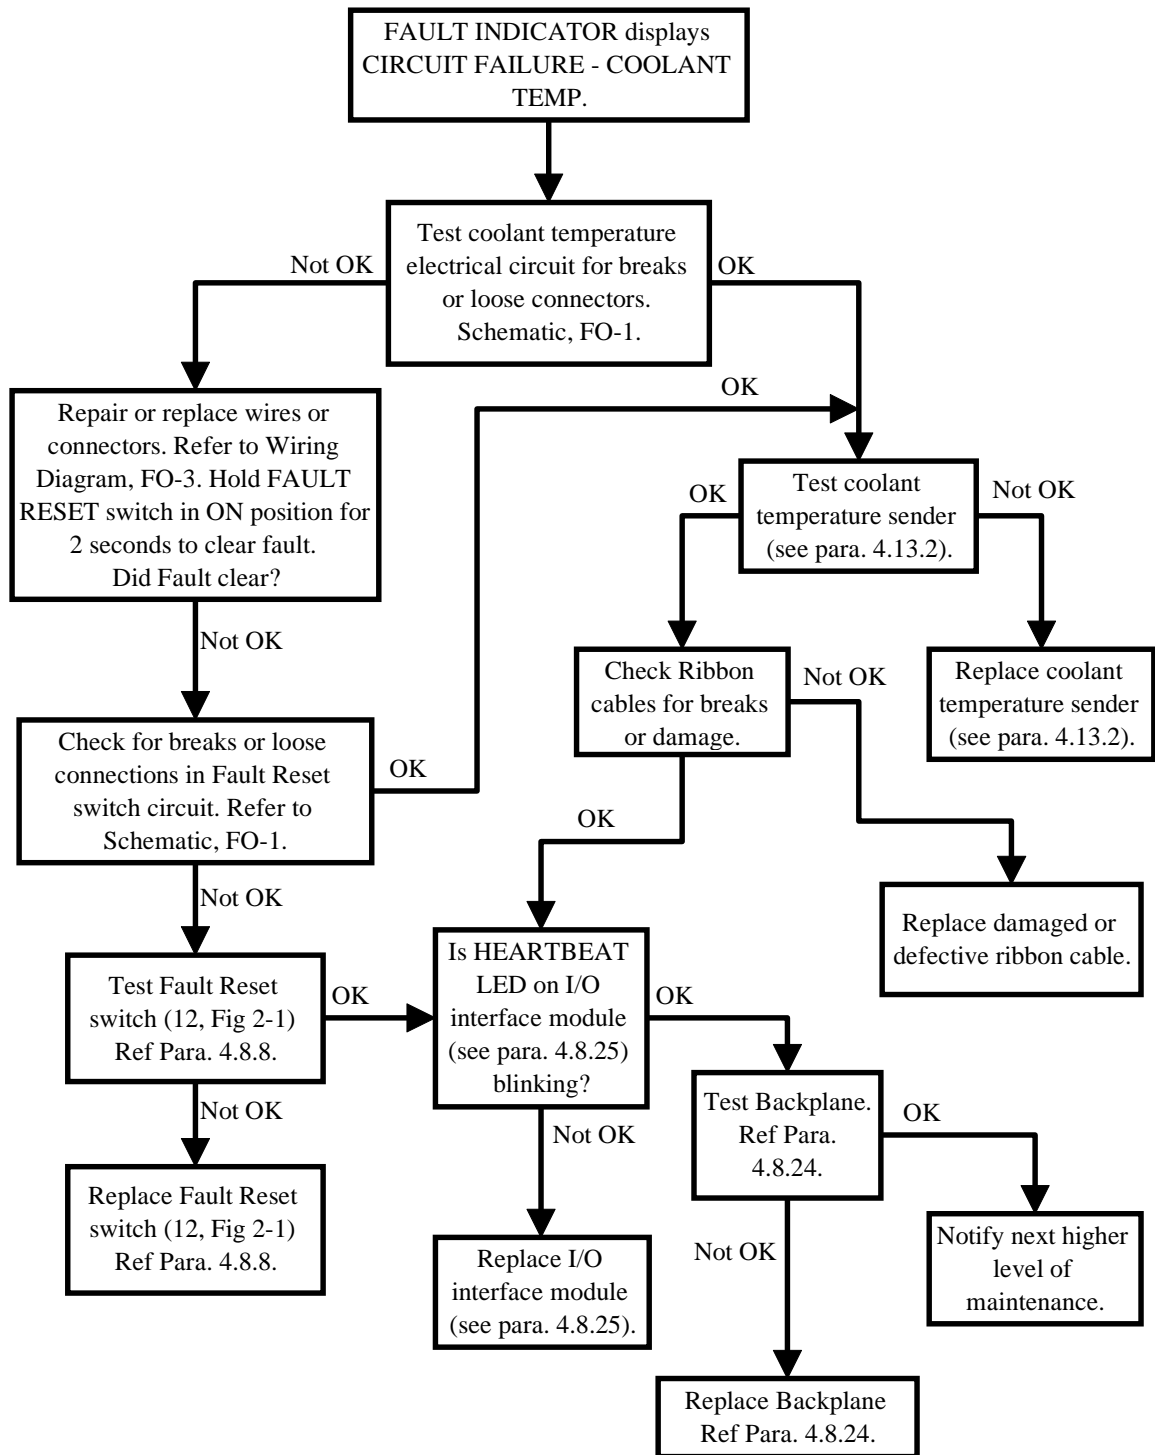 FAULT INDICATOR displays
CIRCUIT FAILURE - COOLANT
TEMP.
Test coolant temperature
electrical circuit for breaks
or loose connectors.
Schematic, FO-1.
Not OK
OK
Repair or replace wires or
connectors. Refer to Wiring
Diagram, FO-3. Hold FAULT
RESET switch in ON position for
2 seconds to clear fault.
Did Fault clear?
OK
Test coolant
temperature sender
(see para. 4.13.2).
OK
Not OK
Not OK
Check Ribbon
cables for breaks
or damage.
Not OK
Replace coolant
temperature sender
(see para. 4.13.2).
Check for breaks or loose
connections in Fault Reset
switch circuit. Refer to
Schematic, FO-1.
OK
OK
Not OK
Replace damaged or
defective ribbon cable.
Test Fault Reset
switch (12, Fig 2-1)
Ref Para. 4.8.8.
OK
Is HEARTBEAT
LED on I/O
interface module
(see para. 4.8.25)
blinking?
OK
Not OK
Not OK
Test Backplane.
Ref Para.
4.8.24.
OK
Replace Fault Reset
switch (12, Fig 2-1)
Ref Para. 4.8.8.
Replace I/O
interface module
(see para. 4.8.25).
Not OK
Notify next higher
level of
maintenance.
Replace Backplane
Ref Para. 4.8.24.